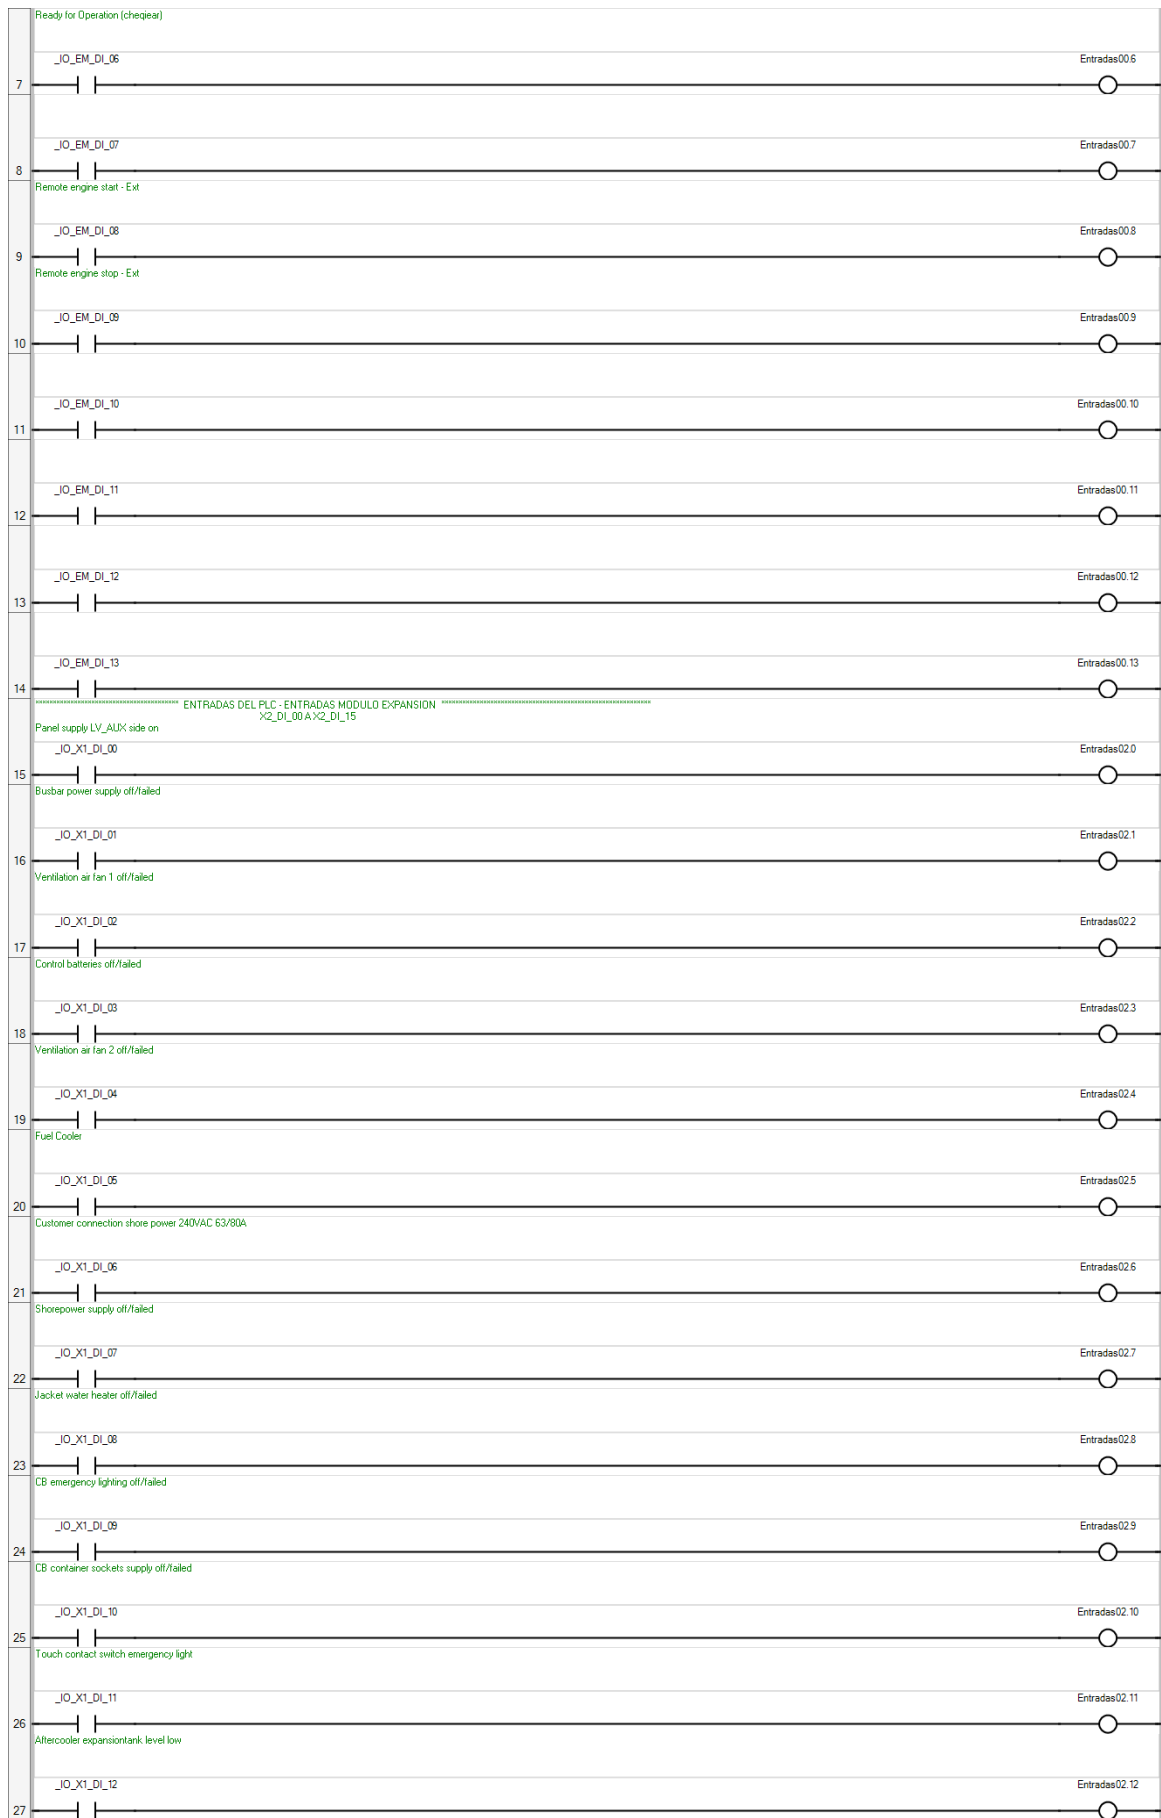 Ready for Operation (cheqiear)
_IO_EM_DI_06 Entradas00.6
7
_IO_EM_DI_07 Entradas00.7
8
Remote engine start - Ext
_IO_EM_DI_08 Entradas00.8
9
Remote engine stop - Ext
_IO_EM_DI_09 Entradas00.9
10
_IO_EM_DI_10 Entradas00.10
11
_IO_EM_DI_11 Entradas00.11
12
_IO_EM_DI_12 Entradas00.12
13
_IO_EM_DI_13 Entradas00.13
14
ENTRADAS DEL PLC - ENTRADAS MODULO EXPANSION
X2_DI_00 A X2_DI_15
Panel supply LV_AUX side on
_IO_X1_DI_00 Entradas02.0
15
Busbar power supply off/failed
_IO_X1_DI_01 Entradas02.1
16
Ventilation air fan 1 off/failed
_IO_X1_DI_02 Entradas02.2
17
Control batteries off/failed
_IO_X1_DI_03 Entradas02.3
18
Ventilation air fan 2 off/failed
_IO_X1_DI_04 Entradas02.4
19
Fuel Cooler
_IO_X1_DI_05 Entradas02.5
20
Customer connection shore power 240VAC 63/80A
_IO_X1_DI_06 Entradas02.6
21
Shorepower supply off/failed
_IO_X1_DI_07 Entradas02.7
22
Jacket water heater off/failed
_IO_X1_DI_08 Entradas02.8
23
CB emergency lighting off/failed
_IO_X1_DI_09 Entradas02.9
24
CB container sockets supply off/failed
_IO_X1_DI_10 Entradas02.10
25
Touch contact switch emergency light
_IO_X1_DI_11 Entradas02.11
26
Aftercooler expansiontank level low
_IO_X1_DI_12 Entradas02.12
27